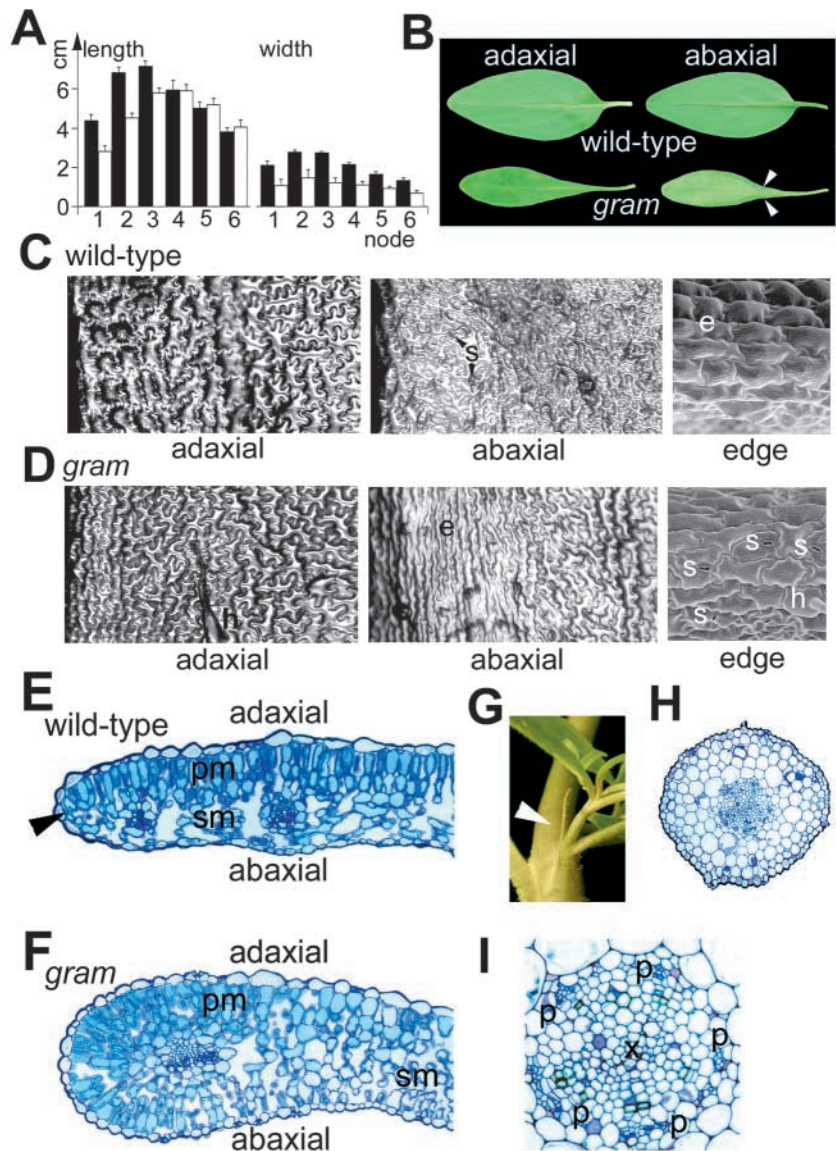 A
cm
length
width
6
4
2
0
1 2 3 4 5 6
1 2 3 4 5 6
node
B
adaxial abaxial
wild-type
gram
C wild-type
s
e
adaxial abaxial edge
D gram
h
e
s
s s
s
s
h
adaxial abaxial edge
E
wild-type
adaxial
pm
sm
abaxial
G
H
F
gram
adaxial
pm
sm
abaxial
I
p
p
x
p
p
p